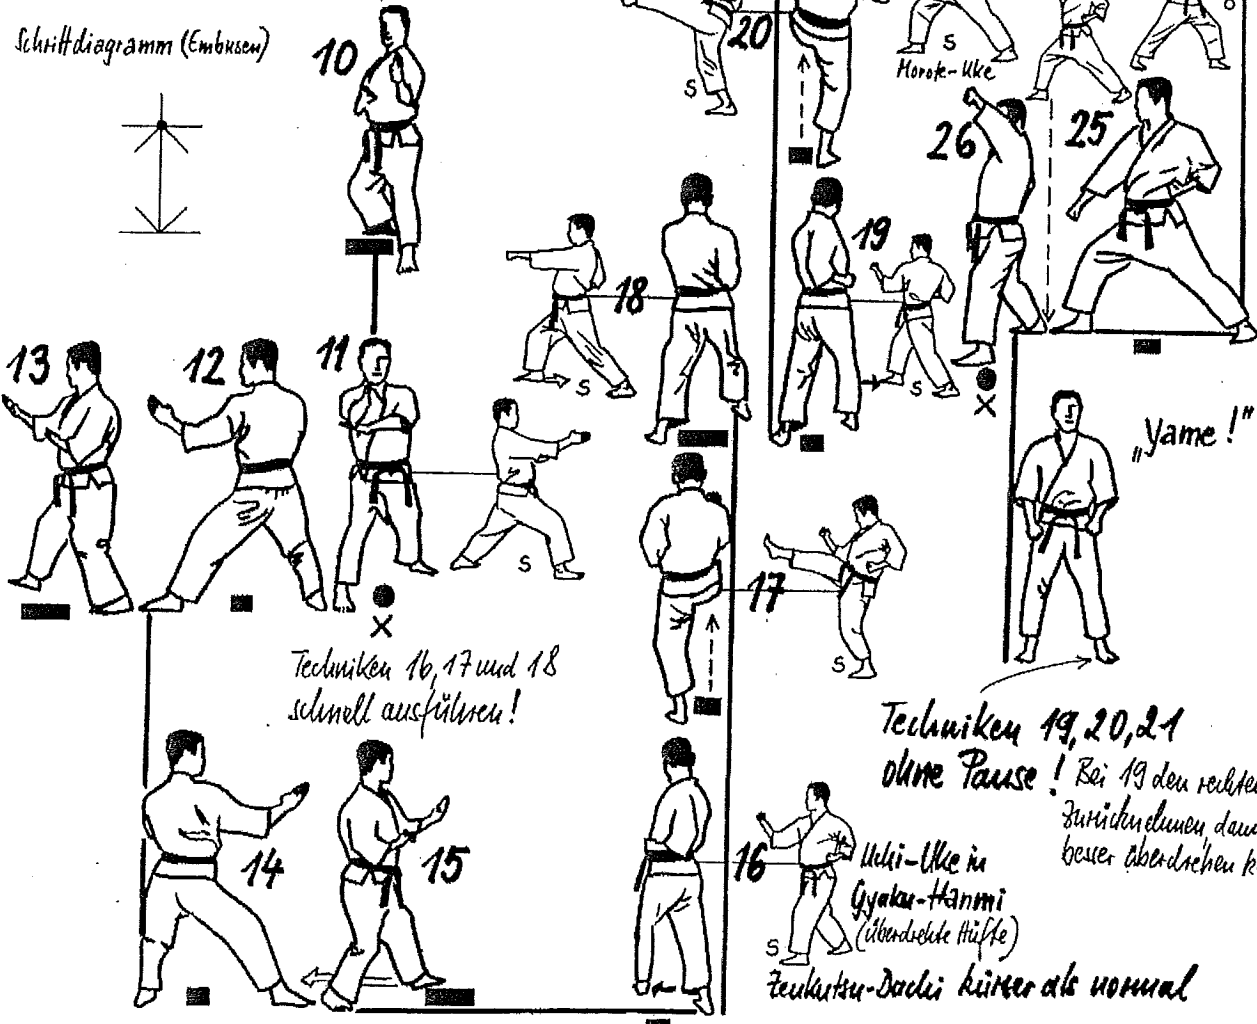 Schrittdiagramm (Embusen)
10
20
S
S
Morote-Uke
26
25
18
S
19
S
13
12
11
S
"Yame!"
17
S
Techniken 16, 17 und 18
schnell ausführen!
Techniken 19, 20, 21
ohne Pause! Bei 19 den rechten
Zurücknehmen, dam
besser überdrehen k
14
15
16
Uchi-Uke in
Gyaku-Hanmi
(überdrehte Hüfte)
S
Zenkutsu-Dachi kürzer als normal